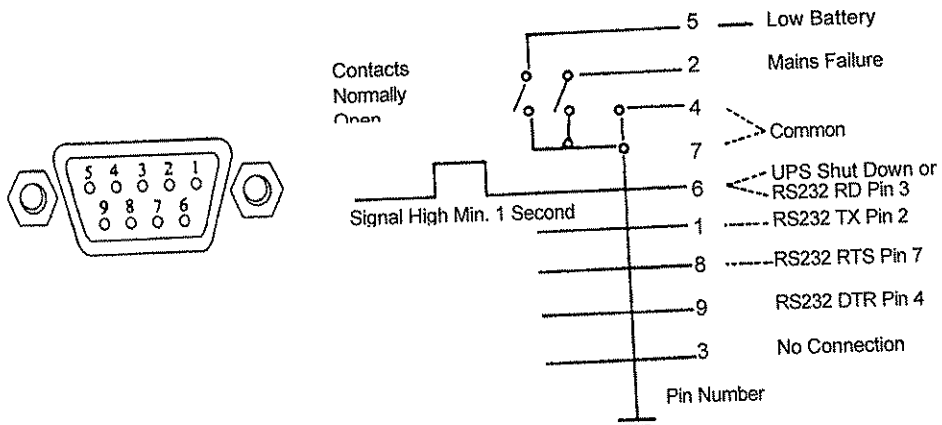 5 Low Battery
Contacts
Normally
Open
2 Mains Failure
4
Common
7
5 4 3 2 1
9 8 7 6
6 UPS Shut Down or
RS232 RD Pin 3
Signal High Min. 1 Second
1 RS232 TX Pin 2
8 RS232 RTS Pin 7
9 RS232 DTR Pin 4
3 No Connection
Pin Number